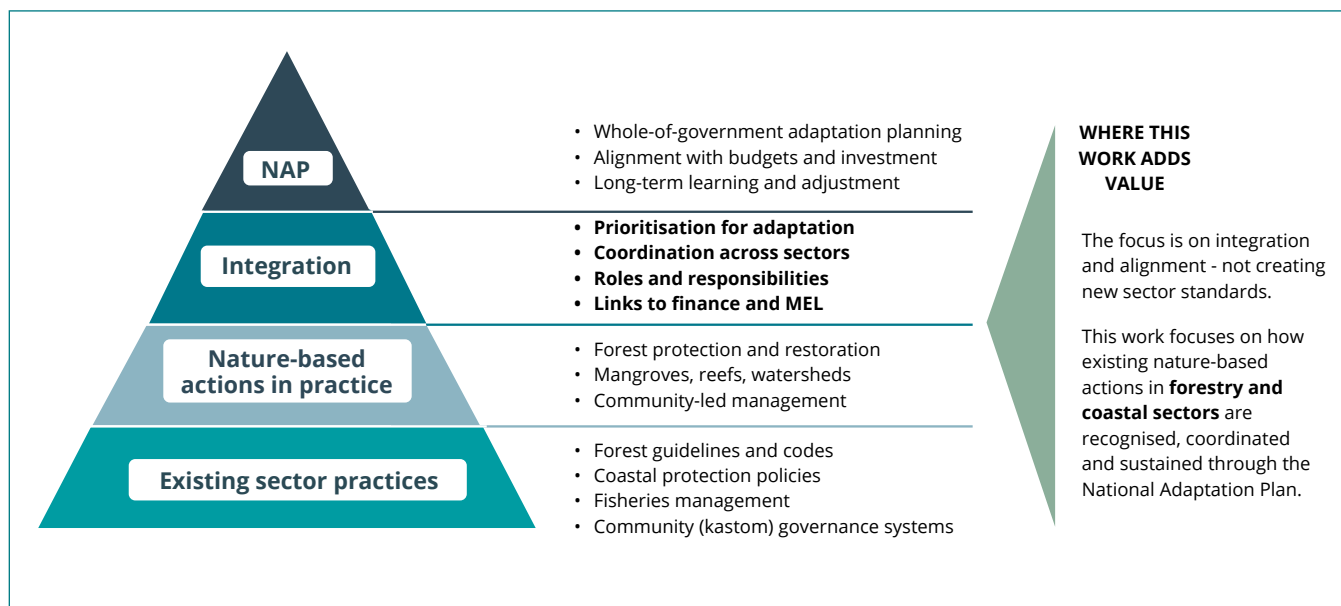 NAP
• Whole-of-government adaptation planning
• Alignment with budgets and investment
• Long-term learning and adjustment
Integration
• Prioritisation for adaptation
• Coordination across sectors
• Roles and responsibilities
• Links to finance and MEL
Nature-based
actions in practice
• Forest protection and restoration
• Mangroves, reefs, watersheds
• Community-led management
Existing sector practices
• Forest guidelines and codes
• Coastal protection policies
• Fisheries management
• Community (kastom) governance systems
WHERE THIS
WORK ADDS
VALUE
The focus is on integration
and alignment - not creating
new sector standards.
This work focuses on how
existing nature-based
actions in forestry and
coastal sectors are
recognised, coordinated
and sustained through the
National Adaptation Plan.